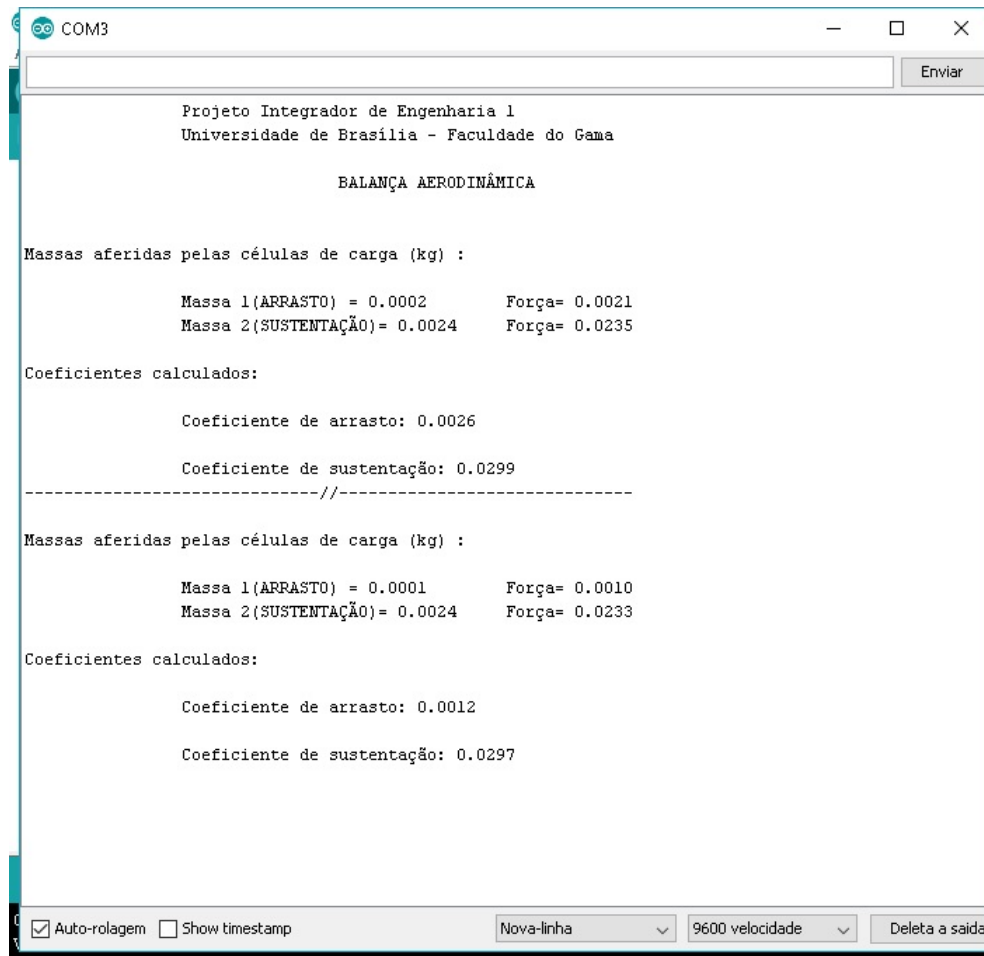 COM3
Enviar
Projeto Integrador de Engenharia 1
Universidade de Brasília - Faculdade do Gama
BALANÇA AERODINÂMICA
Massas aferidas pelas células de carga (kg) :
Massa 1(ARRASTO) = 0.0002 Força= 0.0021
Massa 2(SUSTENTAÇÃO)= 0.0024 Força= 0.0235
Coeficientes calculados:
Coeficiente de arrasto: 0.0026
Coeficiente de sustentação: 0.0299
------------------------------//------------------------------
Massas aferidas pelas células de carga (kg) :
Massa 1(ARRASTO) = 0.0001 Força= 0.0010
Massa 2(SUSTENTAÇÃO)= 0.0024 Força= 0.0233
Coeficientes calculados:
Coeficiente de arrasto: 0.0012
Coeficiente de sustentação: 0.0297
Auto-rolagem Show timestamp Nova-linha 9600 velocidade Deleta a saida